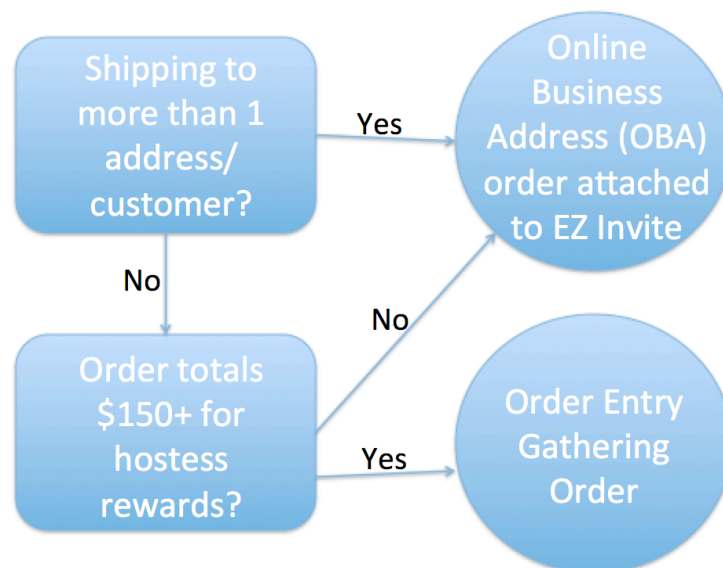 Shipping to
more than 1
address/
customer?
Yes
Online
Business
Address (OBA)
order attached
to EZ Invite
No
No
Order totals
$150+ for
hostess
rewards?
Yes
Order Entry
Gathering
Order